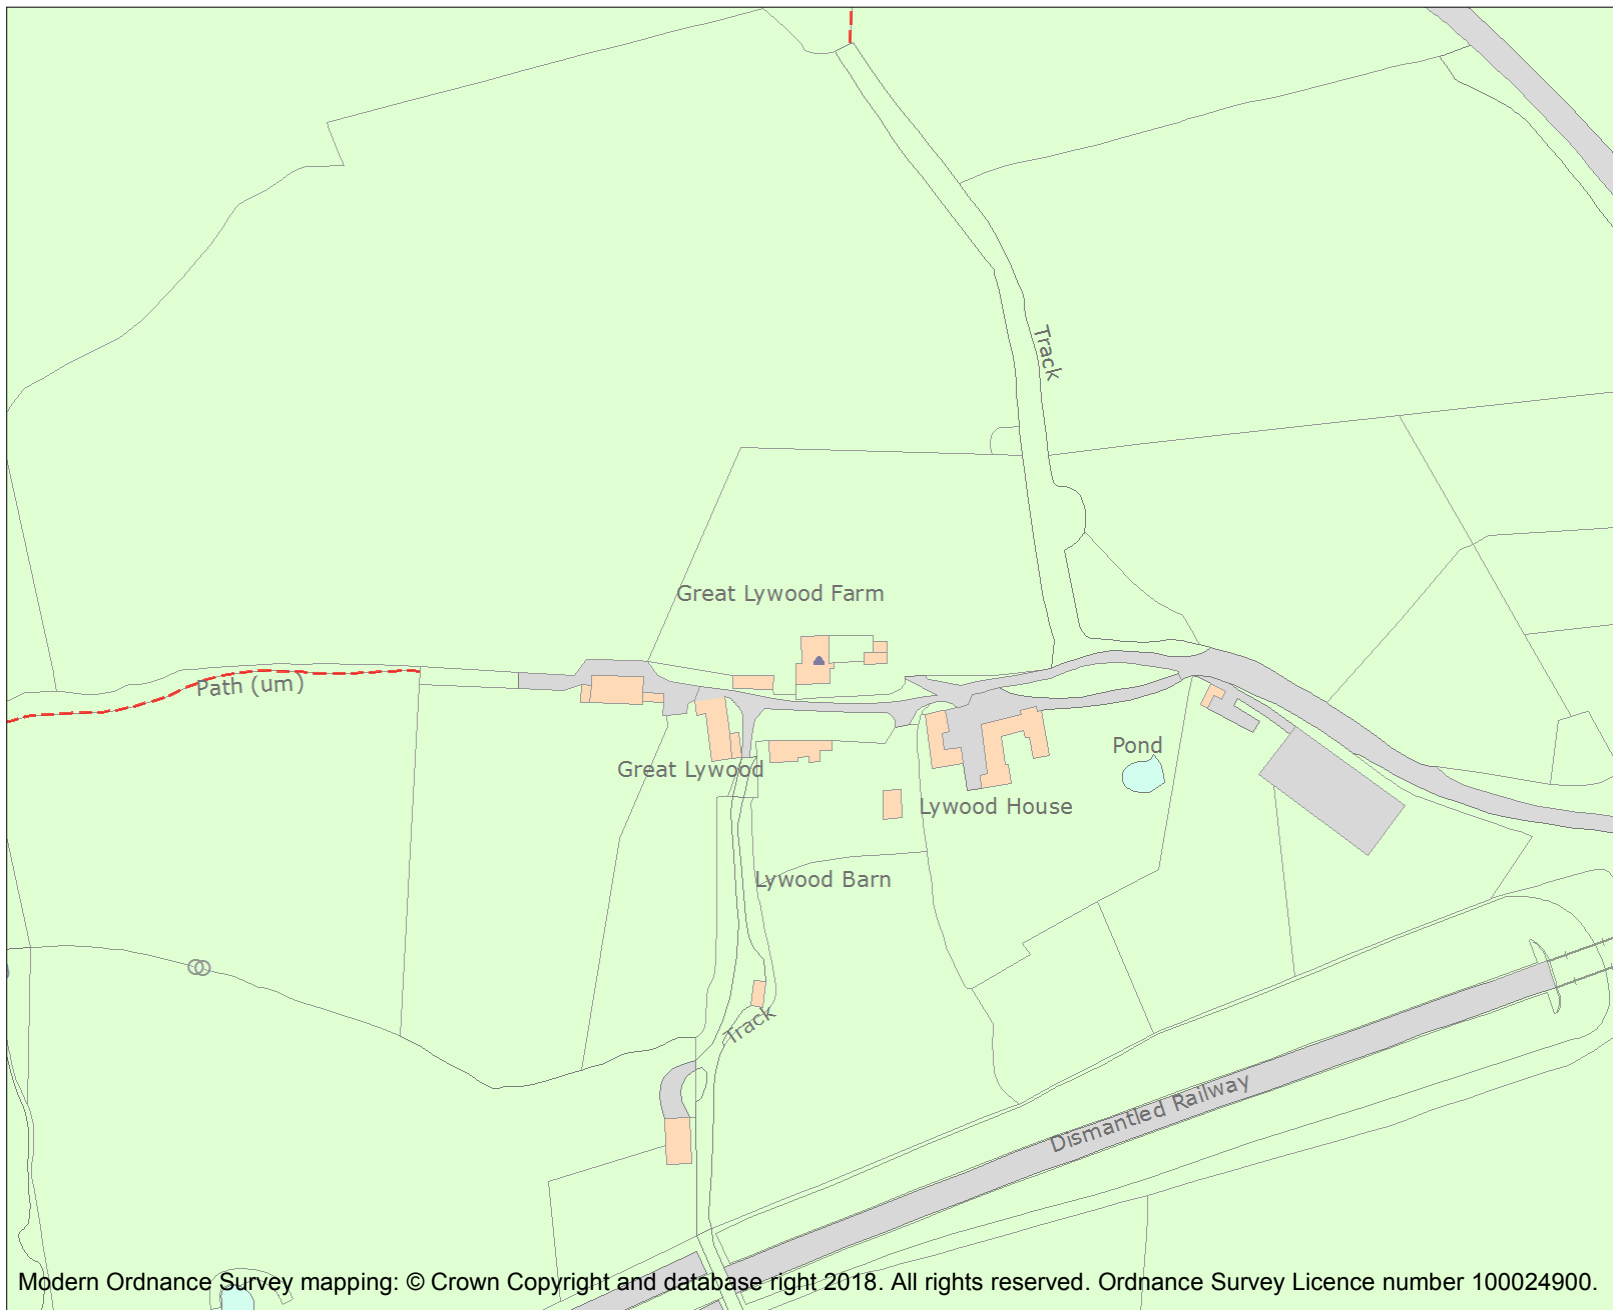 Track
Great Lywood Farm
Path (um)
Pond
Great Lywood
Lywood House
Lywood Barn
Track
Dismantled Railway
Modern Ordnance Survey mapping: © Crown Copyright and database right 2018. All rights reserved. Ordnance Survey Licence number 100024900.